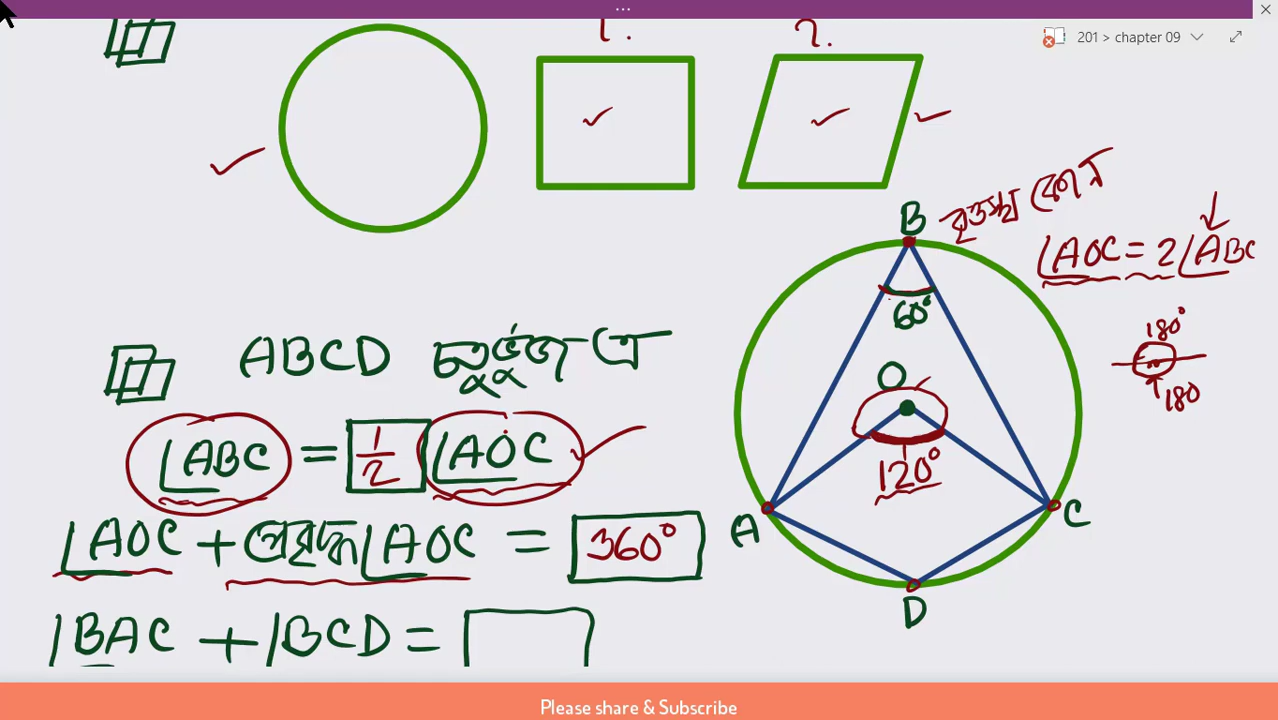 201 > chapter 09
1.
2.
B
বৃত্তস্থ কোণ
∠AOC = 2∠ABC
60°
180°
180
O
120°
A
C
D
ABCD চতুর্ভুজ ক্ষেত্রে
∠ABC = 1/2 ∠AOC
∠AOC + প্রবৃদ্ধ ∠AOC = 360°
∠BAC + ∠BCD =
Please share & Subscribe